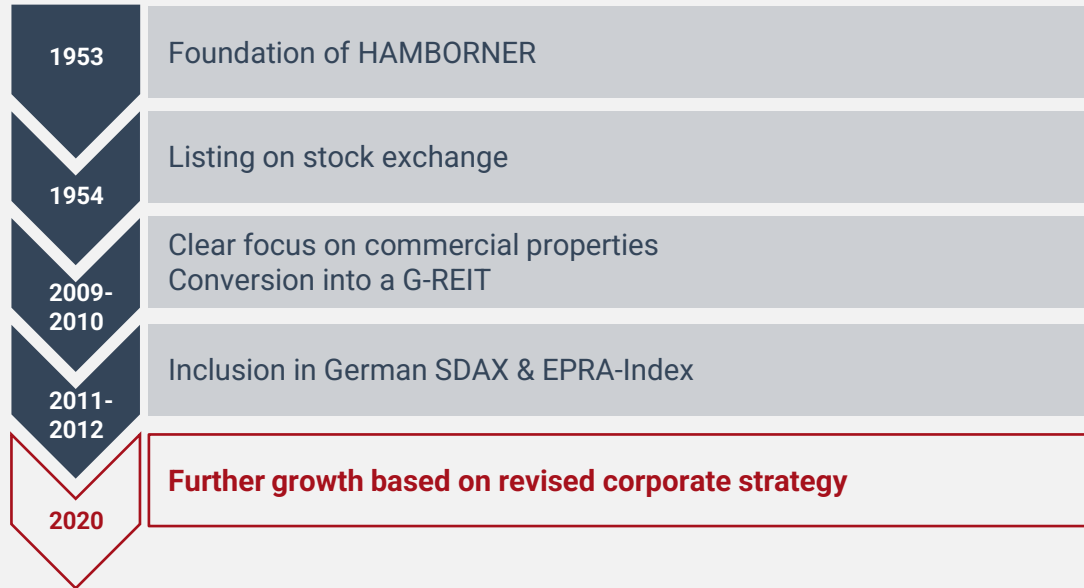 1953
Foundation of HAMBORNER
1954
Listing on stock exchange
2009-
2010
Clear focus on commercial properties
Conversion into a G-REIT
2011-
2012
Inclusion in German SDAX & EPRA-Index
2020
Further growth based on revised corporate strategy